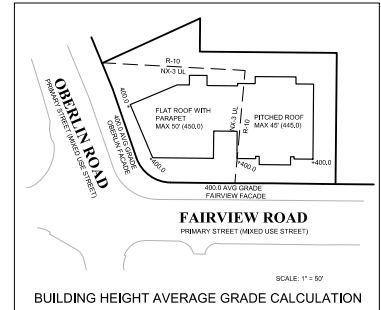 R-10
NX-3 UL
OBERLIN ROAD
PRIMARY STREET (MIXED USE STREET)
400.0
400.0 AVG GRADE
OBERLIN FACADE
FLAT ROOF WITH
PARAPET
MAX 50' (450.0)
NX-3 UL
R-10
PITCHED ROOF
MAX 45' (445.0)
+400.0
+400.0
+400.0
400.0 AVG GRADE
FAIRVIEW FACADE
FAIRVIEW ROAD
PRIMARY STREET (MIXED USE STREET)
SCALE: 1" = 50'
BUILDING HEIGHT AVERAGE GRADE CALCULATION